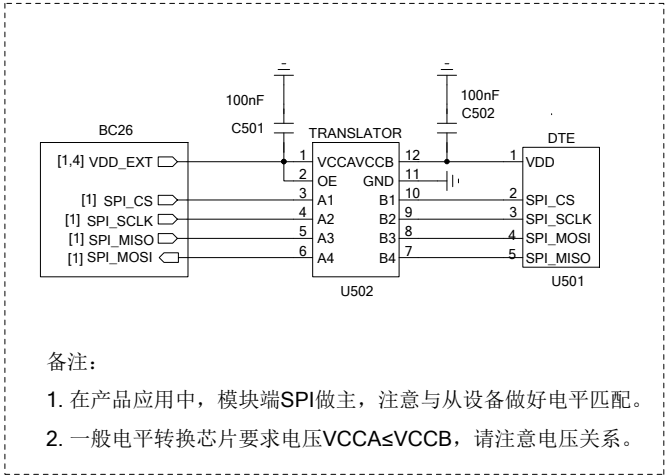 100nF
C501
100nF
C502
BC26
TRANSLATOR
DTE
[1,4] VDD_EXT
1 VCCAVCCB 12
1 VDD
2 OE GND 11
[1] SPI_CS
3 A1 B1 10
2 SPI_CS
[1] SPI_SCLK
4 A2 B2 9
3 SPI_SCLK
[1] SPI_MISO
5 A3 B3 8
4 SPI_MOSI
[1] SPI_MOSI
6 A4 B4 7
5 SPI_MISO
U502
U501
备注：
1. 在产品应用中，模块端SPI做主，注意与从设备做好电平匹配。
2. 一般电平转换芯片要求电压VCCA≤VCCB，请注意电压关系。